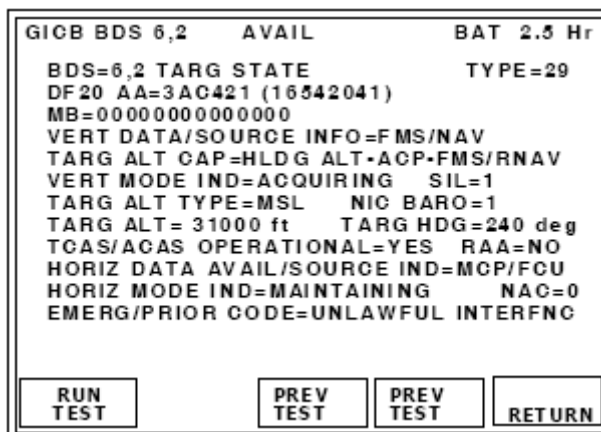 GICB BDS 6,2 AVAIL BAT 2.5 Hr
BDS=6,2 TARG STATE TYPE=29
DF20 AA=3AC421 (16542041)
MB=00000000000000
VERT DATA/SOURCE INFO=FMS/NAV
TARG ALT CAP=HLDG ALT-ACP-FMS/RNAV
VERT MODE IND=ACQUIRING SIL=1
TARG ALT TYPE=MSL NIC BARO=1
TARG ALT= 31000 ft TARG HDG=240 deg
TCAS/ACAS OPERATIONAL=YES RAA=NO
HORIZ DATA AVAIL/SOURCE IND=MCP/FCU
HORIZ MODE IND=MAINTAINING NAC=0
EMERG/PRIOR CODE=UNLAWFUL INTERFNC
RUN TEST
PREV TEST
PREV TEST
RETURN